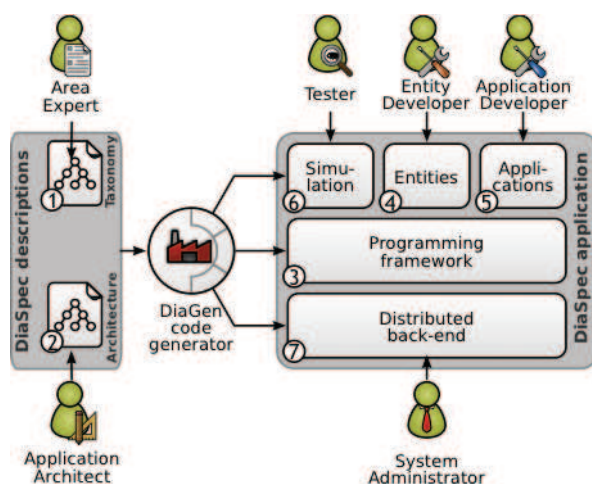 Area
Expert
Tester
Entity
Developer
Application
Developer
DiaSpec descriptions
1
Taxonomy
2
Architecture
DiaGen
code
generator
Simu-
lation
6
Entities
4
Appli-
cations
5
Programming
framework
3
Distributed
back-end
7
DiaSpec application
Application
Architect
System
Administrator